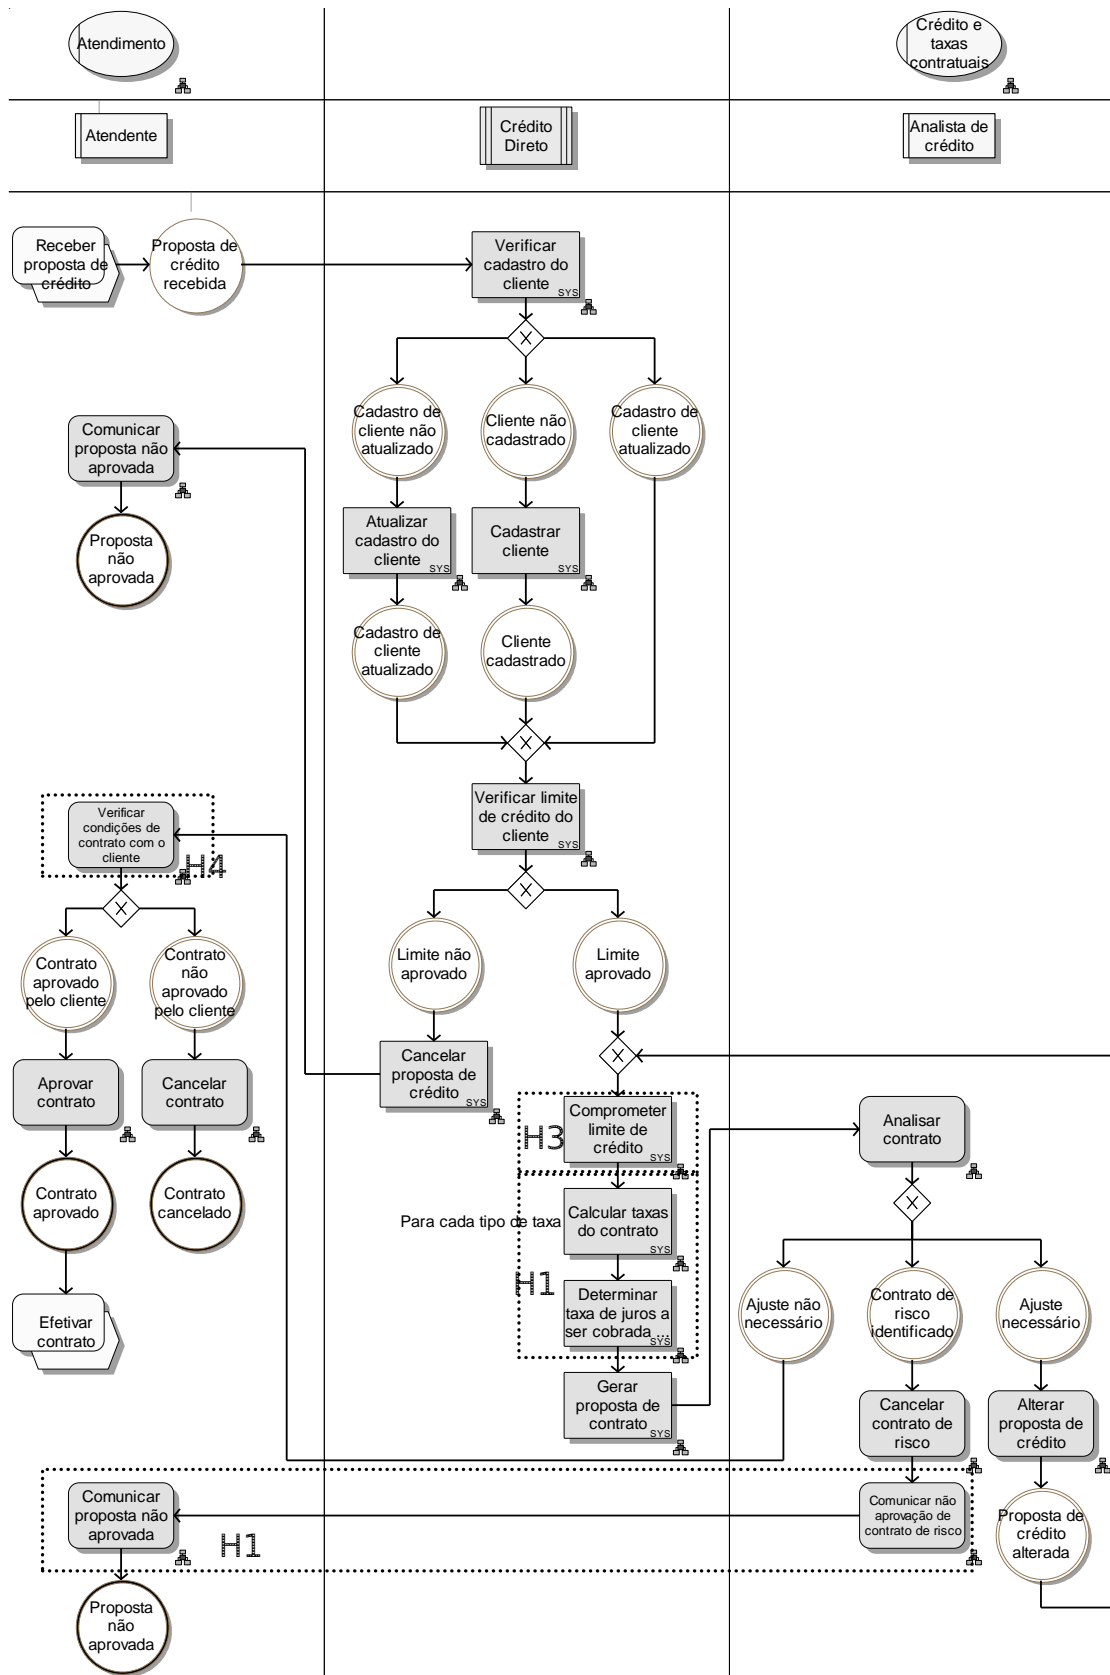 Atendimento
Crédito e
taxas
contratuais
Atendente
Crédito
Direto
Analista de
crédito
Receber
proposta de
crédito
Proposta de
crédito
recebida
Verificar
cadastro do
cliente
SYS
X
Cadastro de
cliente não
atualizado
Cliente não
cadastrado
Cadastro de
cliente
atualizado
Comunicar
proposta não
aprovada
Atualizar
cadastro do
cliente
SYS
Cadastrar
cliente
SYS
Proposta
não
aprovada
Cadastro de
cliente
atualizado
Cliente
cadastrado
X
Verificar limite
de crédito do
cliente
SYS
Verificar
condições de
contrato com o
cliente
H4
X
X
Contrato
aprovado
pelo cliente
Contrato
não
aprovado
pelo cliente
Limite não
aprovado
Limite
aprovado
X
Aprovar
contrato
Cancelar
contrato
Cancelar
proposta de
crédito
SYS
Comprometer
limite de
crédito
SYS
H3
Analisar
contrato
Contrato
aprovado
Contrato
cancelado
X
Para cada tipo de taxa
Calcular taxas
do contrato
SYS
H1
Determinar
taxa de juros a
ser cobrada ...
SYS
Ajuste não
necessário
Contrato de
risco
identificado
Ajuste
necessário
Efetivar
contrato
Gerar
proposta de
contrato
SYS
Cancelar
contrato de
risco
Alterar
proposta de
crédito
Comunicar
proposta não
aprovada
H1
Comunicar não
aprovação de
contrato de risco
Proposta de
crédito
alterada
Proposta
não
aprovada